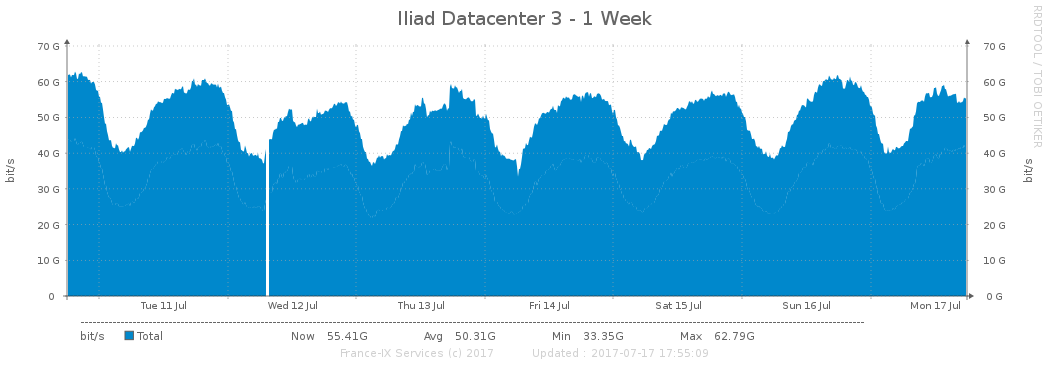 Iliad Datacenter 3 - 1 Week
RRDTOOL / TOBI OETIKER
70 G 70 G
60 G 60 G
50 G 50 G
40 G 40 G
30 G 30 G
20 G 20 G
10 G 10 G
0 0 G
bit/s bit/s
Tue 11 Jul Wed 12 Jul Thu 13 Jul Fri 14 Jul Sat 15 Jul Sun 16 Jul Mon 17 Jul
bit/s Total Now 55.41G Avg 50.31G Min 33.35G Max 62.79G
France-IX Services (c) 2017 Updated : 2017-07-17 17:55:09